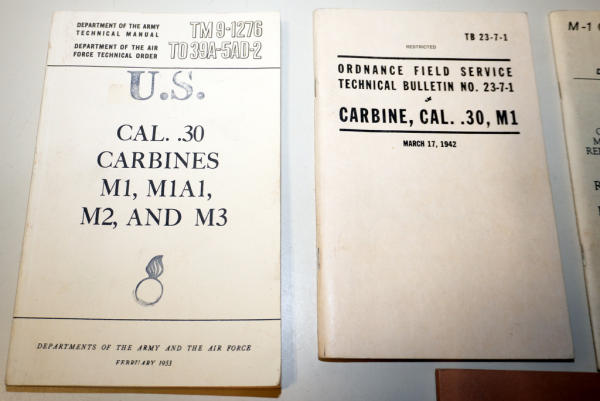 DEPARTMENT OF THE ARMY
TECHNICAL MANUAL
TM 9-1276
DEPARTMENT OF THE AIR
FORCE TECHNICAL ORDER
TO 39A-5AD-2
U.S.
CAL. .30
CARBINES
M1, M1A1,
M2, AND M3
DEPARTMENTS OF THE ARMY AND THE AIR FORCE
FEBRUARY 1953
TB 23-7-1
RESTRICTED
ORDNANCE FIELD SERVICE
TECHNICAL BULLETIN NO. 23-7-1
CARBINE, CAL. .30, M1
MARCH 17, 1942
M-1